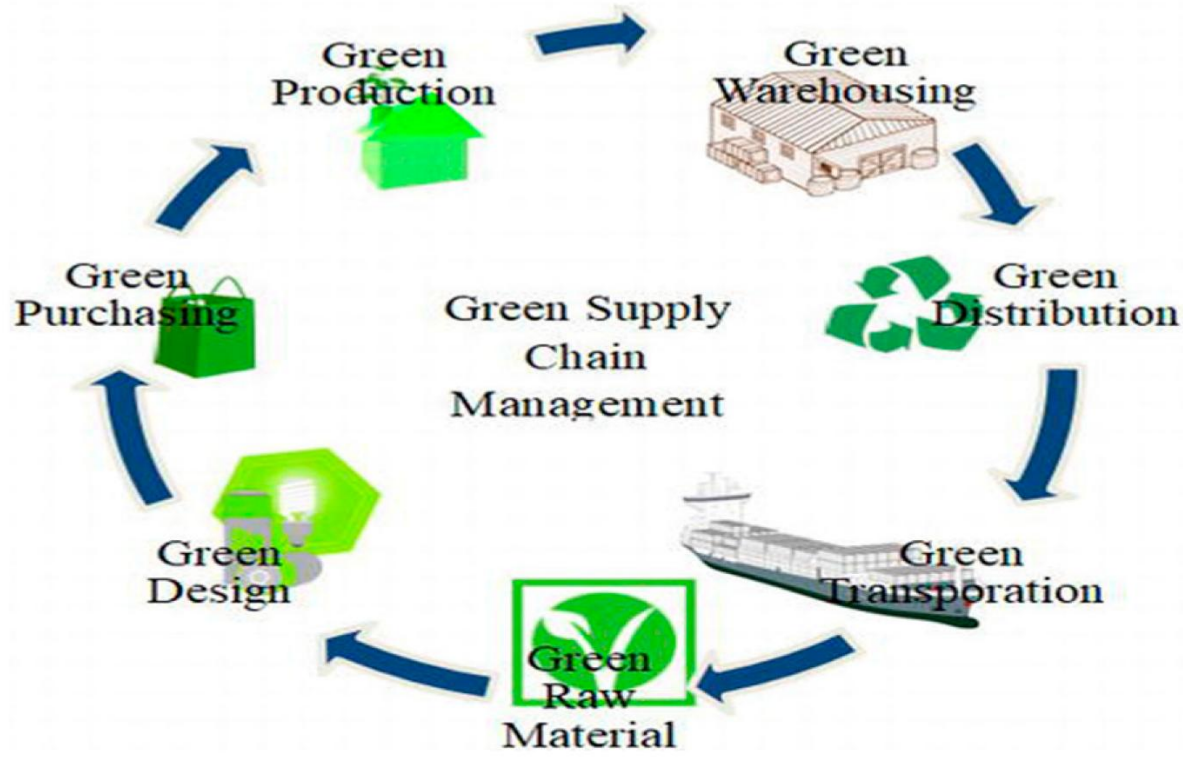 Green
Production
Green
Warehousing
Green
Purchasing
Green Supply
Chain
Management
Green
Distribution
Green
Design
Green
Transporation
Green
Raw
Material